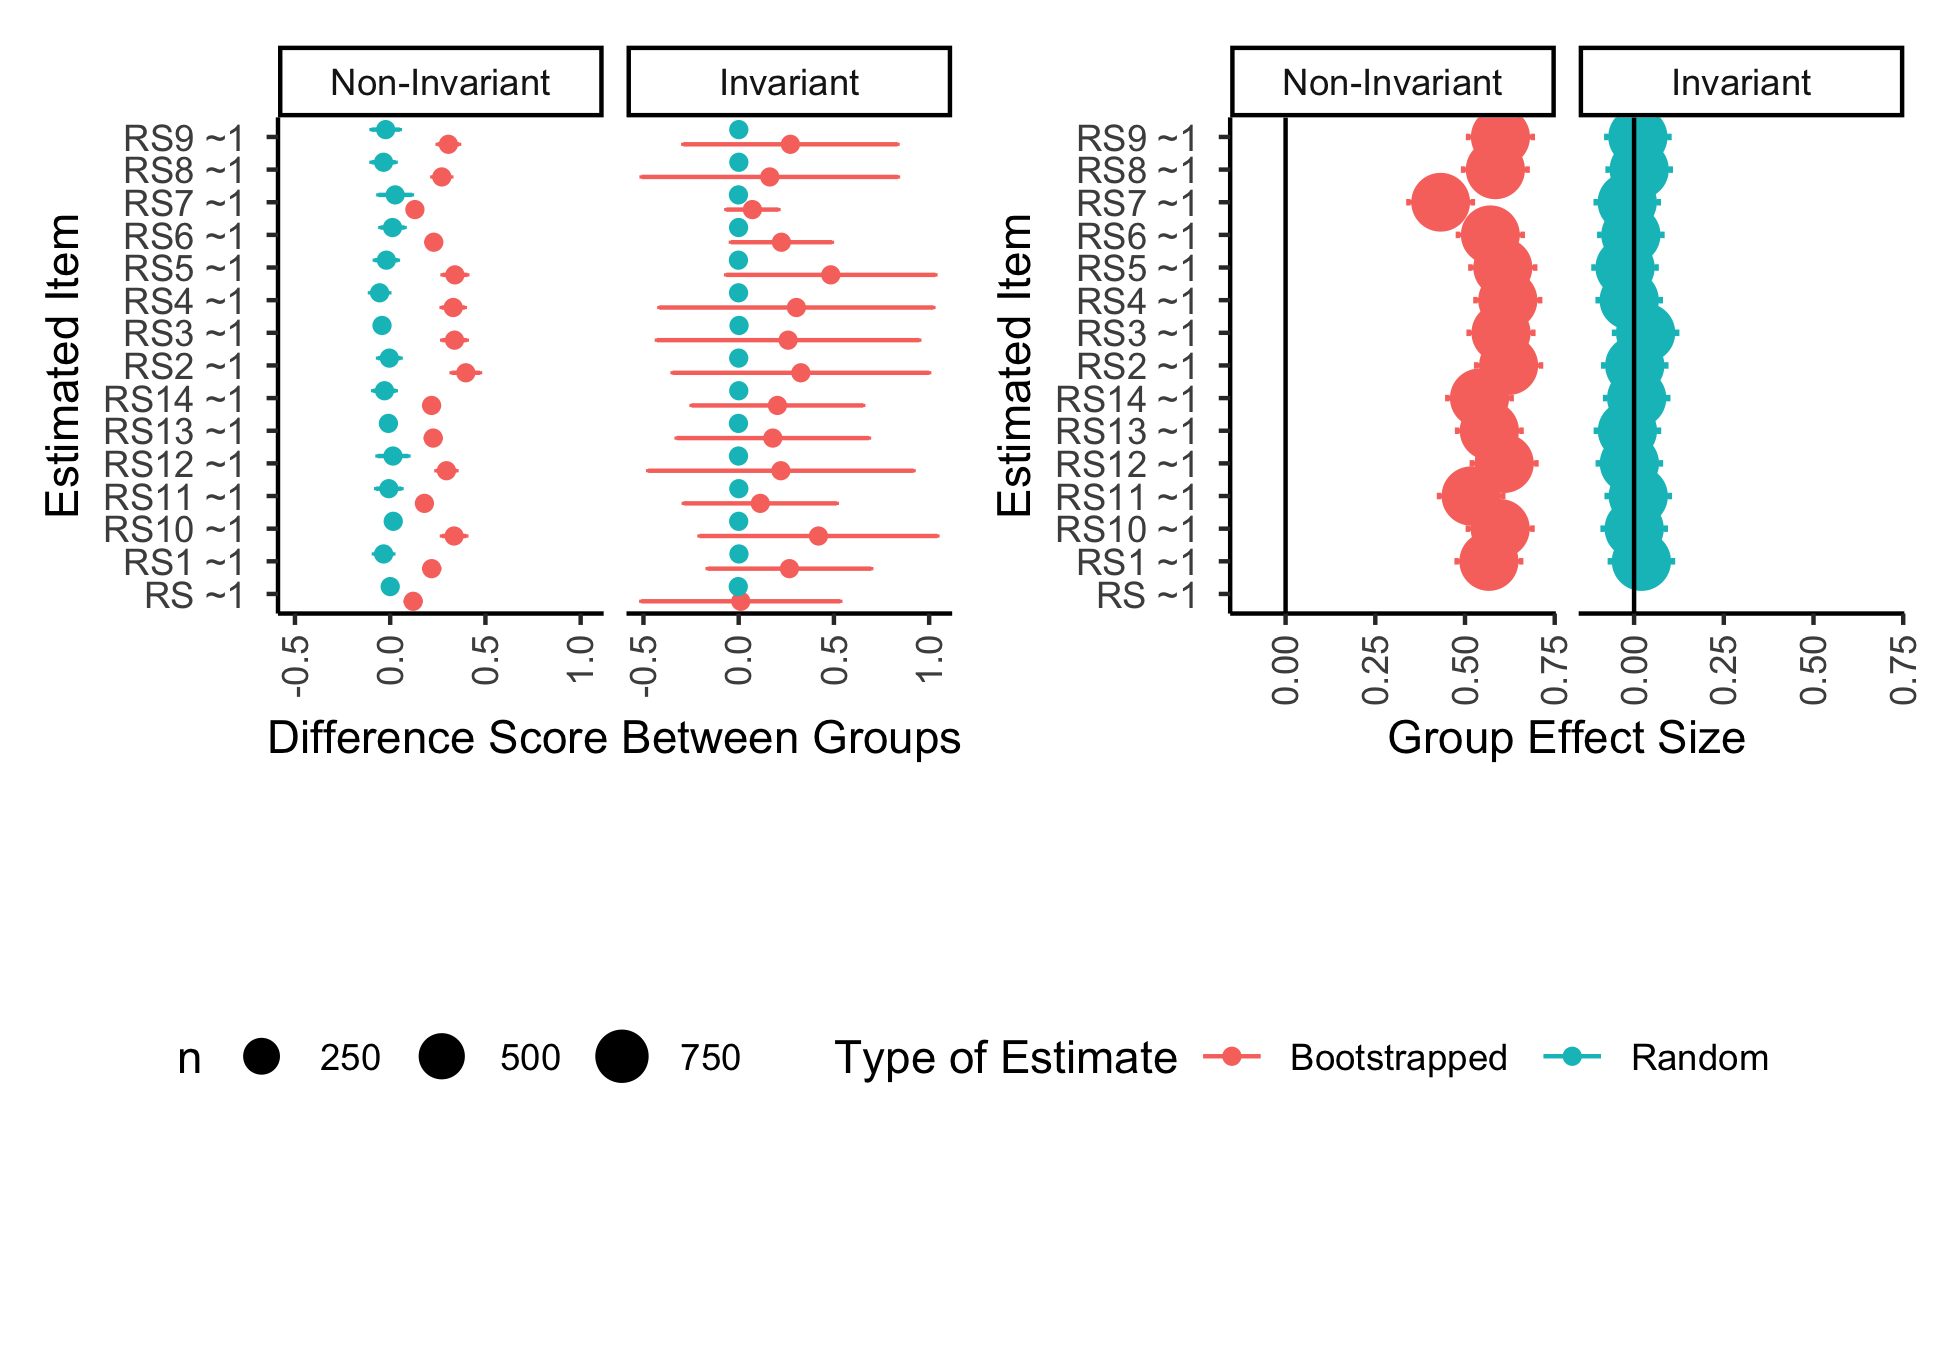 Non-Invariant
Invariant
Estimated Item
RS9 ~1
RS8 ~1
RS7 ~1
RS6 ~1
RS5 ~1
RS4 ~1
RS3 ~1
RS2 ~1
RS14 ~1
RS13 ~1
RS12 ~1
RS11 ~1
RS10 ~1
RS1 ~1
RS ~1
-0.5 0.0 0.5 1.0
-0.5 0.0 0.5 1.0
Difference Score Between Groups
Non-Invariant
Invariant
Estimated Item
RS9 ~1
RS8 ~1
RS7 ~1
RS6 ~1
RS5 ~1
RS4 ~1
RS3 ~1
RS2 ~1
RS14 ~1
RS13 ~1
RS12 ~1
RS11 ~1
RS10 ~1
RS1 ~1
RS ~1
0.00 0.25 0.50 0.75
0.00 0.25 0.50 0.75
Group Effect Size
n 250 500 750
Type of Estimate Bootstrapped Random